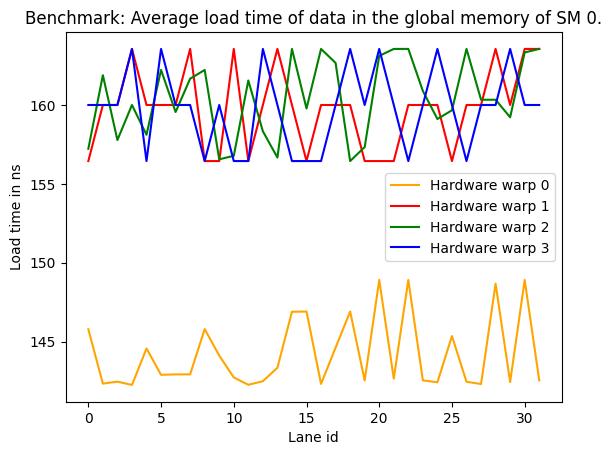 Benchmark: Average load time of data in the global memory of SM 0.
Load time in ns
160
155
150
145
Hardware warp 0
Hardware warp 1
Hardware warp 2
Hardware warp 3
0 5 10 15 20 25 30
Lane id